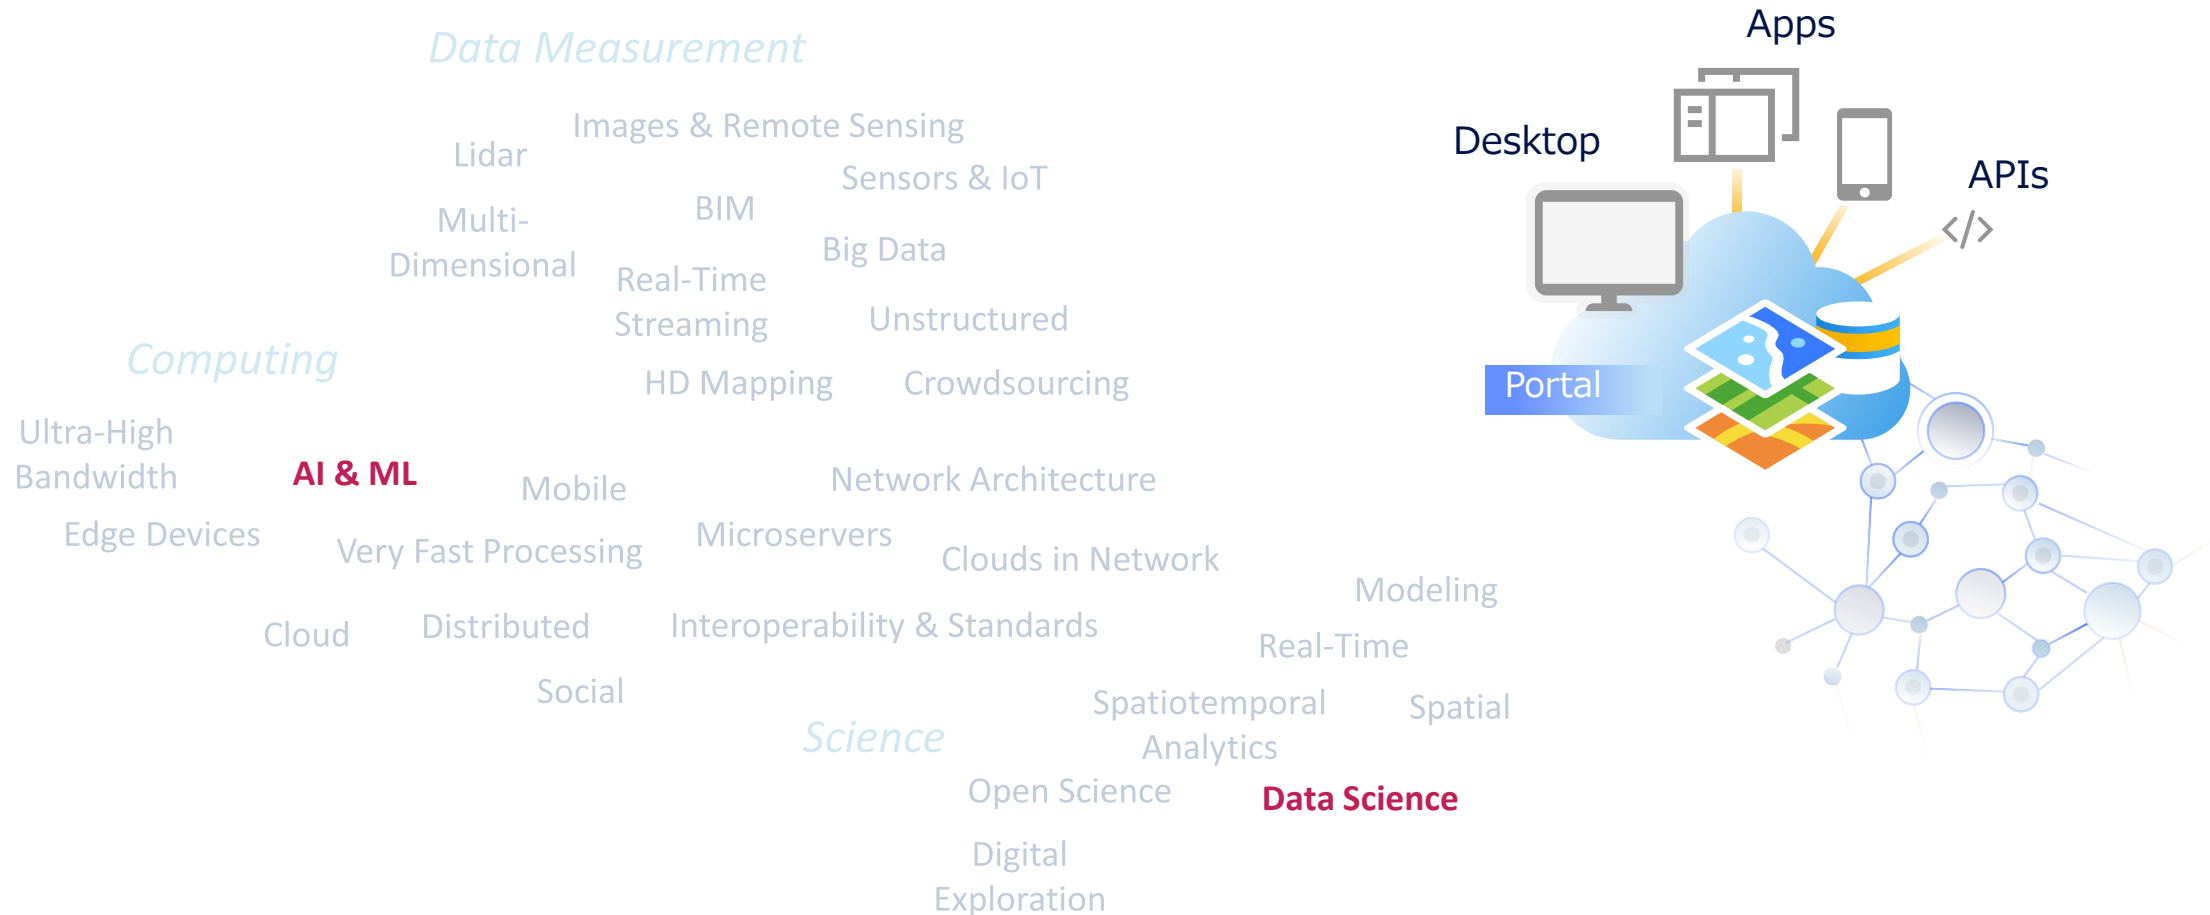 Data Measurement
Images & Remote Sensing
Lidar
Sensors & IoT
BIM
Multi-
Dimensional
Big Data
Real-Time
Streaming
Unstructured
HD Mapping
Crowdsourcing
Computing
Ultra-High
Bandwidth
AI & ML
Mobile
Network Architecture
Edge Devices
Very Fast Processing
Microservers
Clouds in Network
Cloud
Distributed
Interoperability & Standards
Social
Science
Modeling
Real-Time
Spatiotemporal
Analytics
Spatial
Open Science
Data Science
Digital
Exploration
Apps
Desktop
APIs
</>
Portal